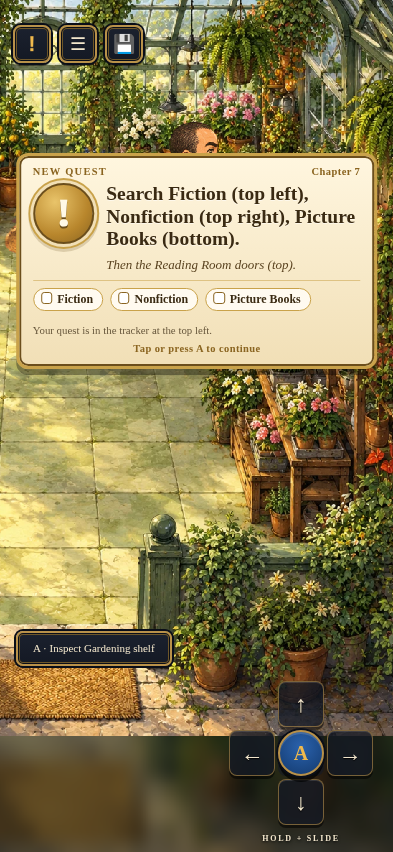 NEW QUEST
Chapter 7
!
Search Fiction (top left),
Nonfiction (top right), Picture
Books (bottom).
Then the Reading Room doors (top).
Fiction
Nonfiction
Picture Books
Your quest is in the tracker at the top left.
Tap or press A to continue
A · Inspect Gardening shelf
↑
← A →
↓
HOLD + SLIDE